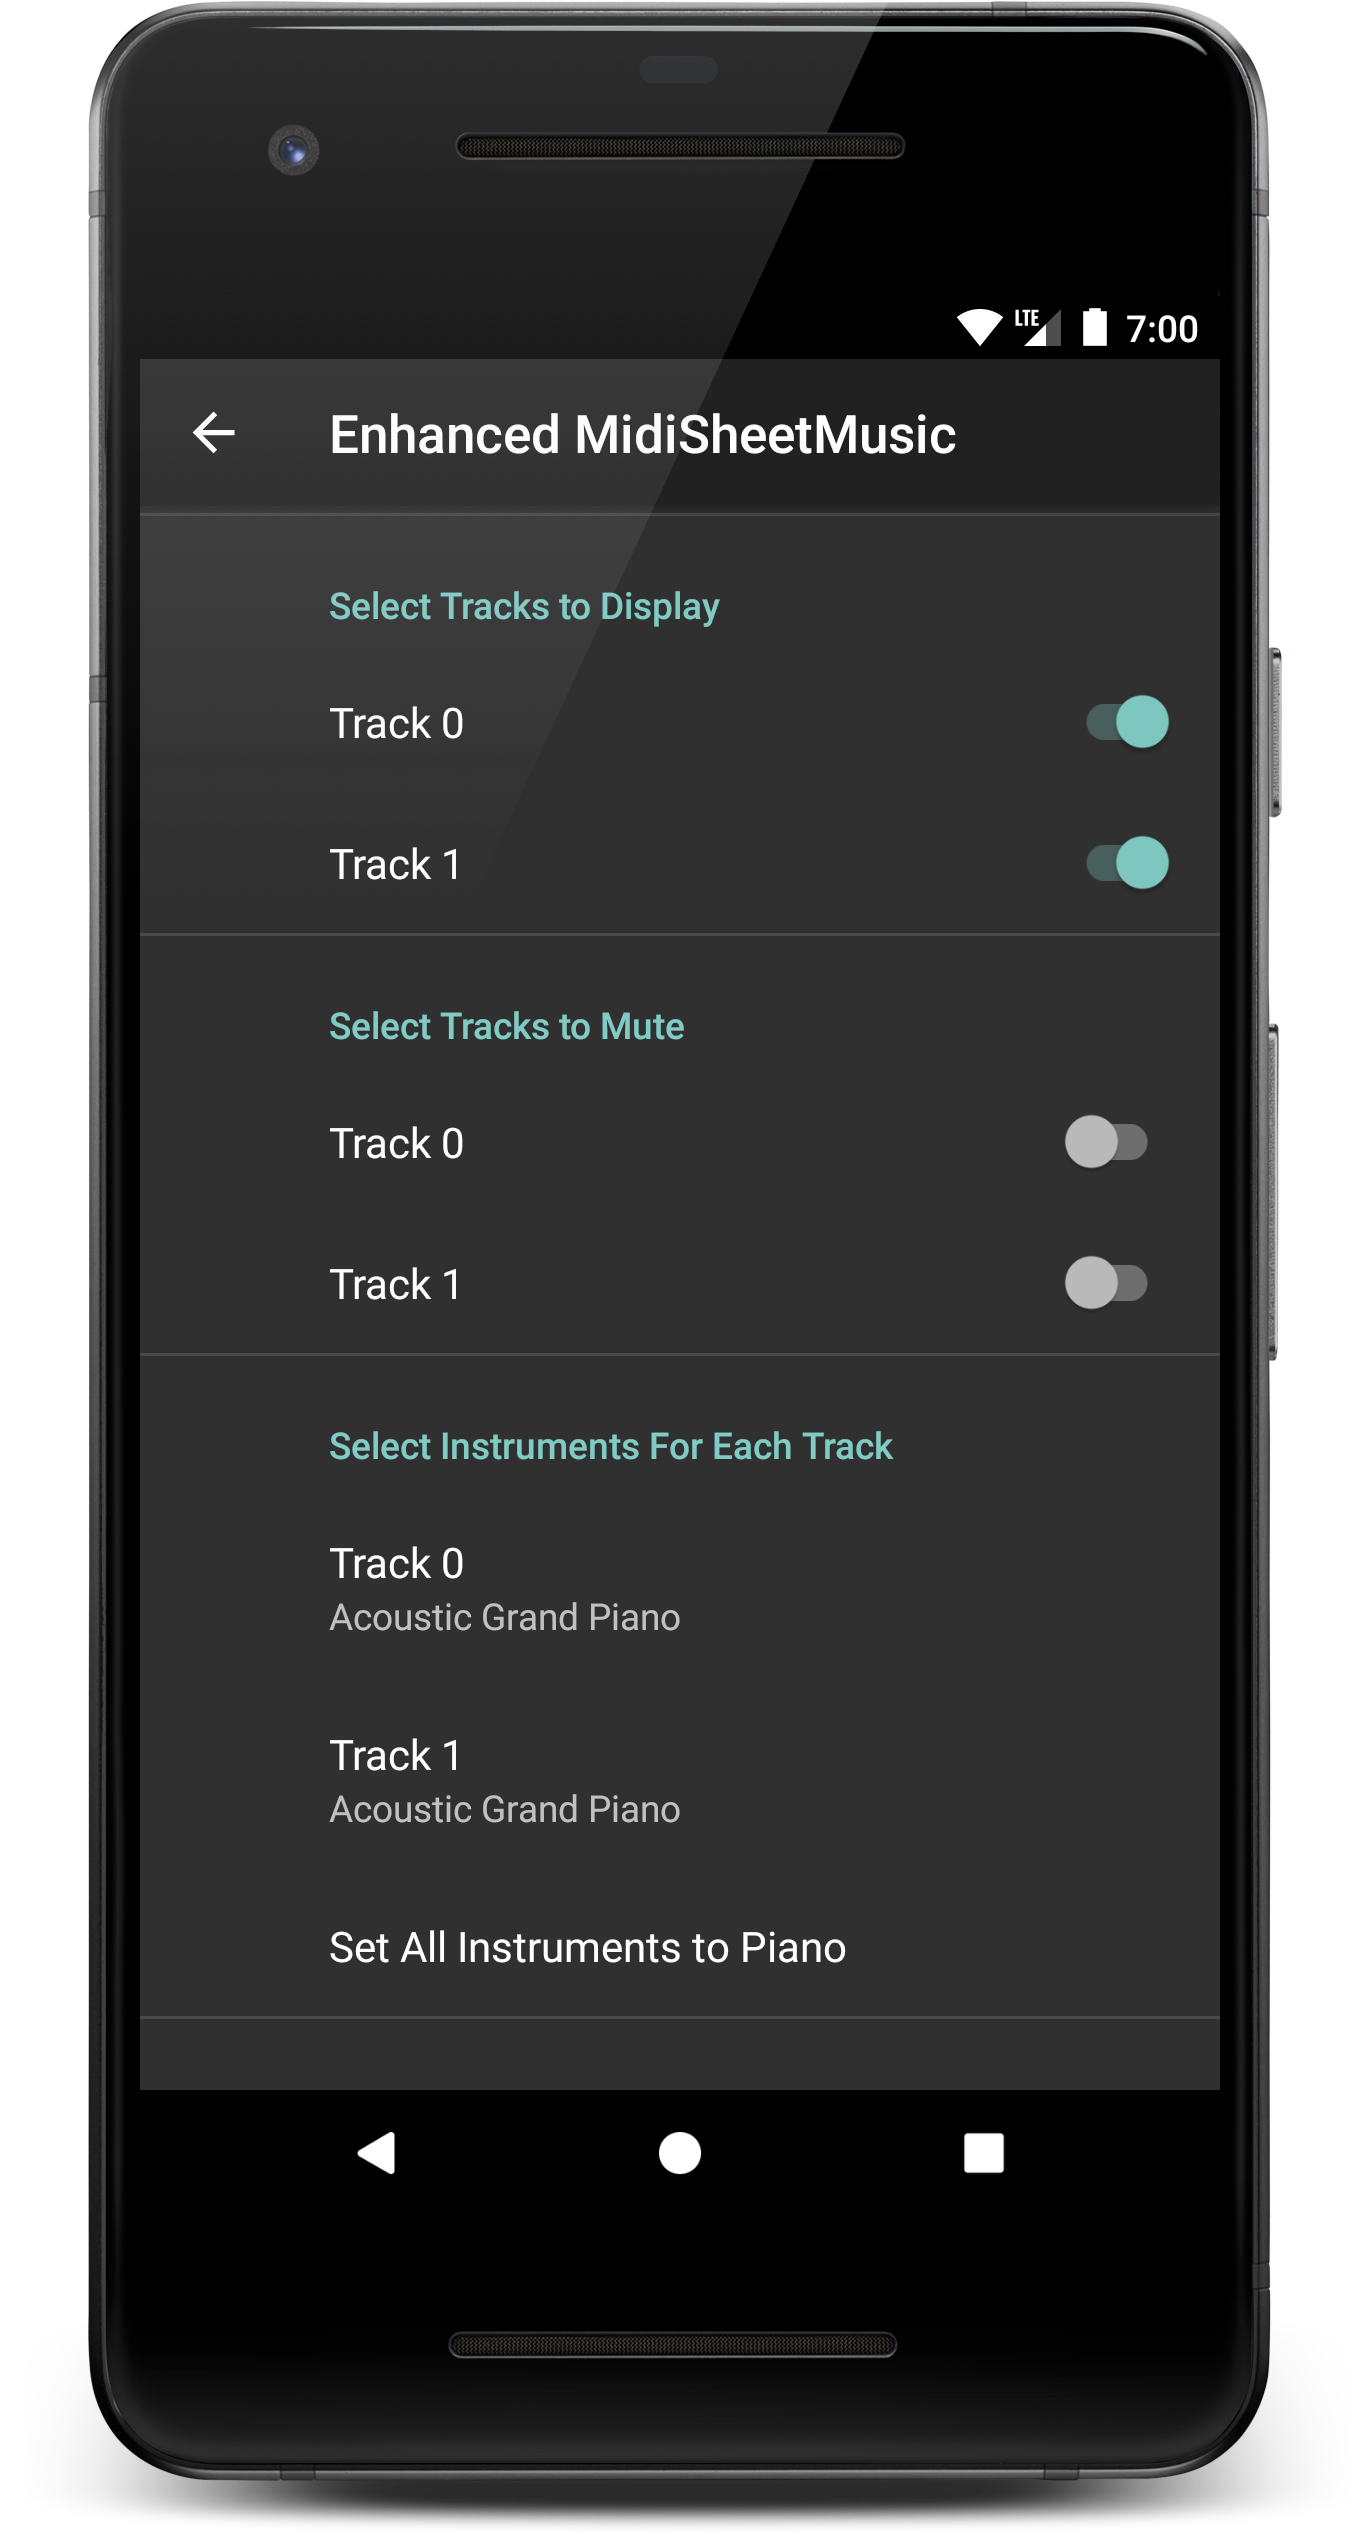 LTE 7:00
Enhanced MidiSheetMusic
Select Tracks to Display
Track 0
Track 1
Select Tracks to Mute
Track 0
Track 1
Select Instruments For Each Track
Track 0
Acoustic Grand Piano
Track 1
Acoustic Grand Piano
Set All Instruments to Piano